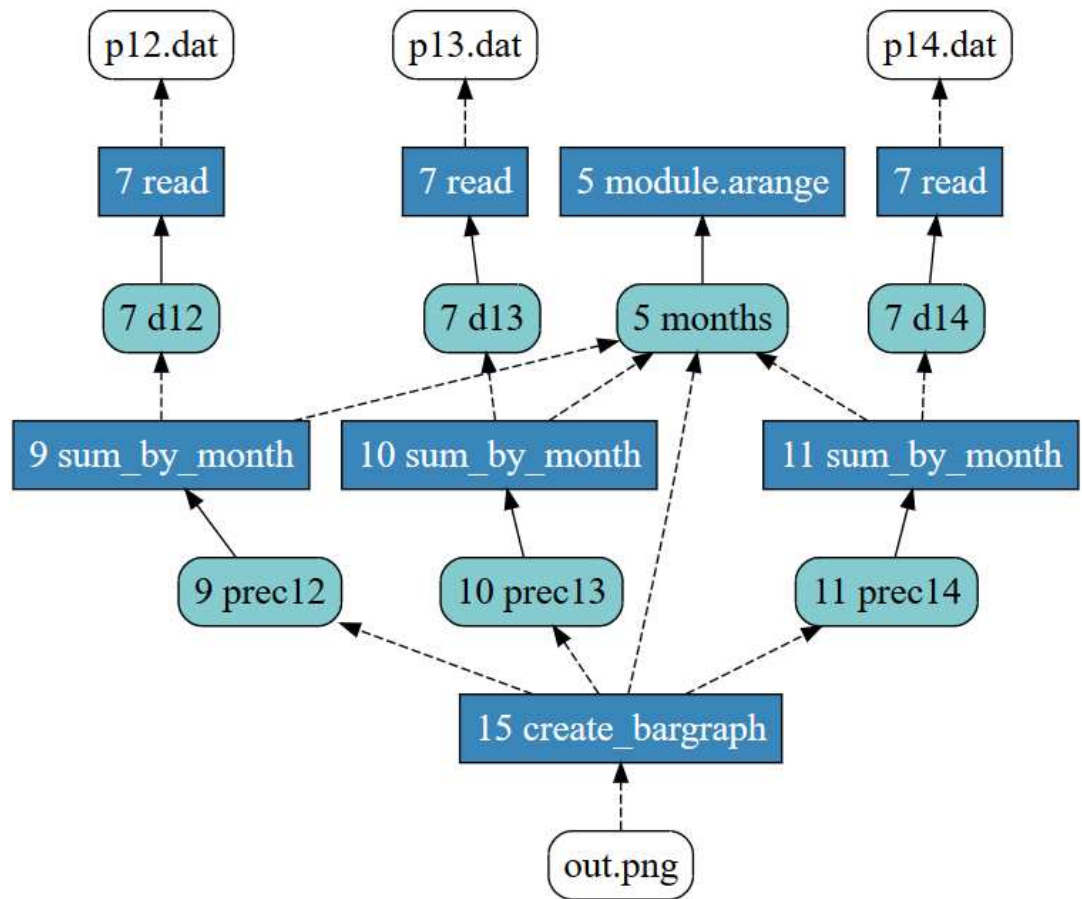 p12.dat
p13.dat
p14.dat
7 read
7 read
5 module.arange
7 read
7 d12
7 d13
5 months
7 d14
9 sum_by_month
10 sum_by_month
11 sum_by_month
9 prec12
10 prec13
11 prec14
15 create_bargraph
out.png